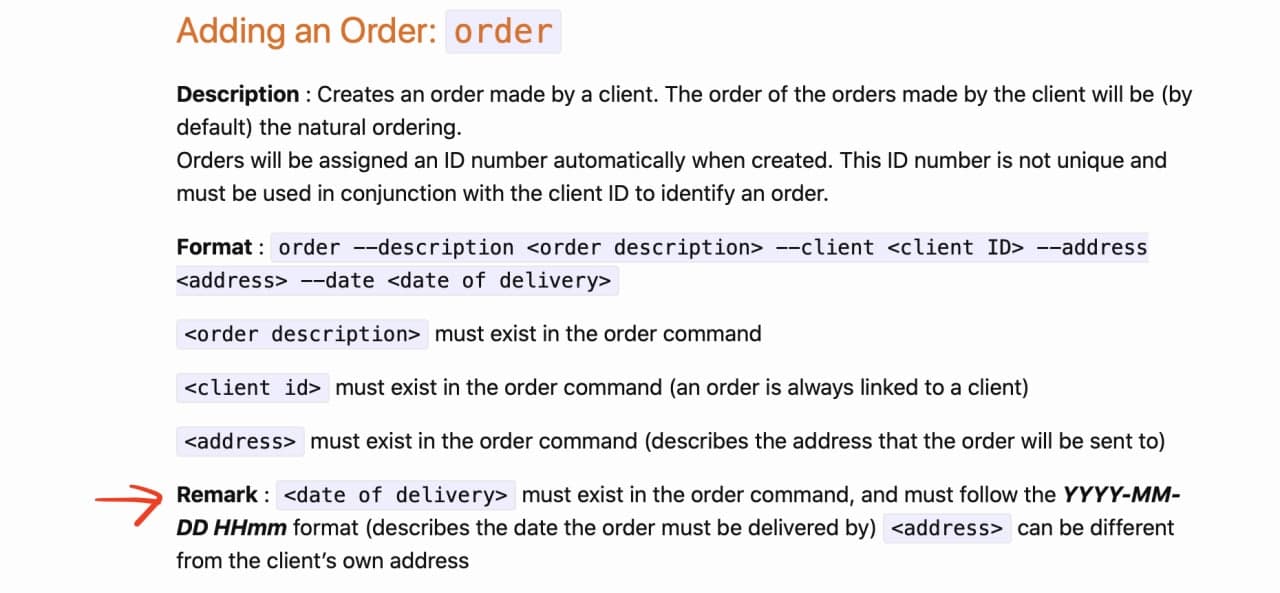 Adding an Order: order
Description : Creates an order made by a client. The order of the orders made by the client will be (by
default) the natural ordering.
Orders will be assigned an ID number automatically when created. This ID number is not unique and
must be used in conjunction with the client ID to identify an order.
Format : order --description <order description> --client <client ID> --address
<address> --date <date of delivery>
<order description> must exist in the order command
<client id> must exist in the order command (an order is always linked to a client)
<address> must exist in the order command (describes the address that the order will be sent to)
Remark : <date of delivery> must exist in the order command, and must follow the YYYY-MM-
DD HHmm format (describes the date the order must be delivered by) <address> can be different
from the client’s own address